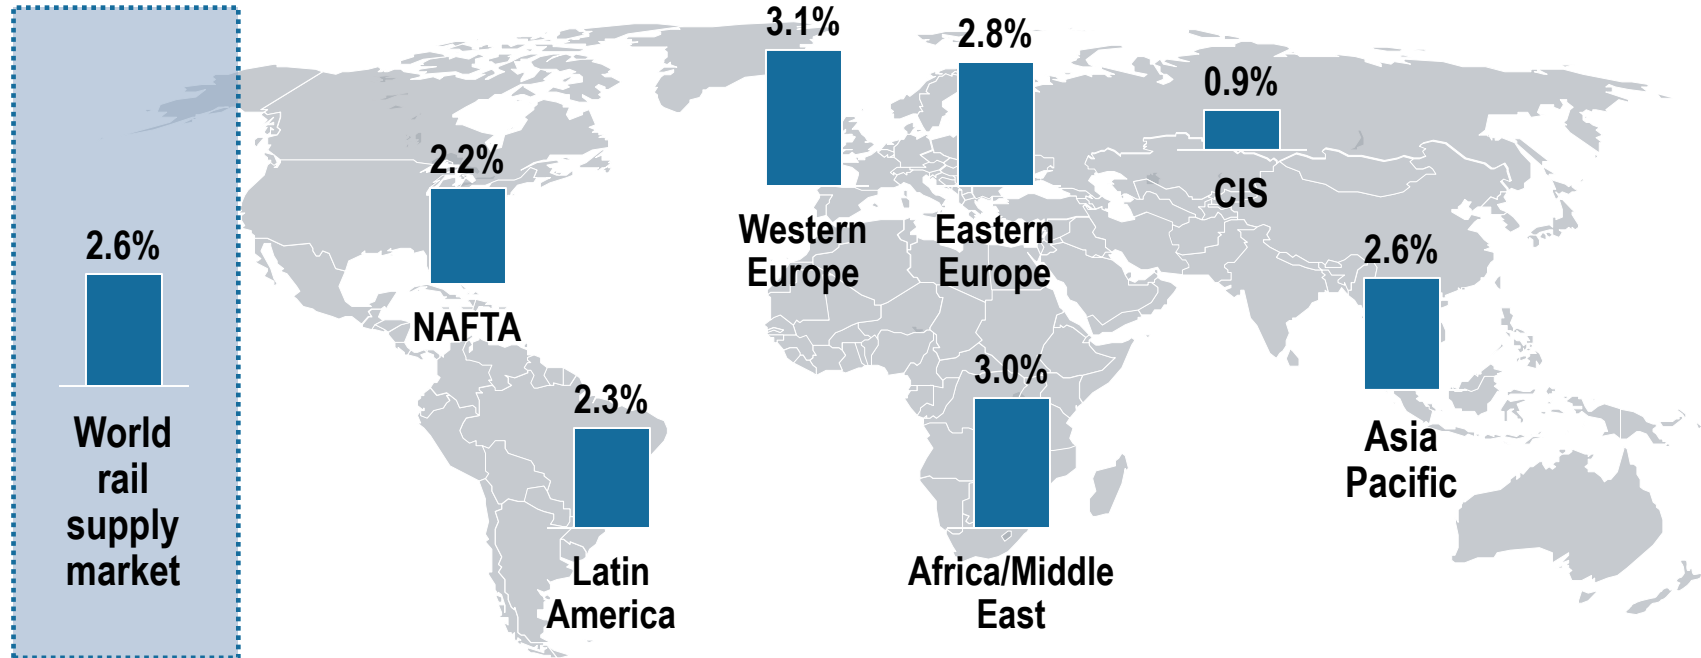 2.6%
World
rail
supply
market
2.2%
NAFTA
2.3%
Latin
America
3.1%
Western
Europe
2.8%
Eastern
Europe
3.0%
Africa/Middle
East
0.9%
CIS
2.6%
Asia
Pacific